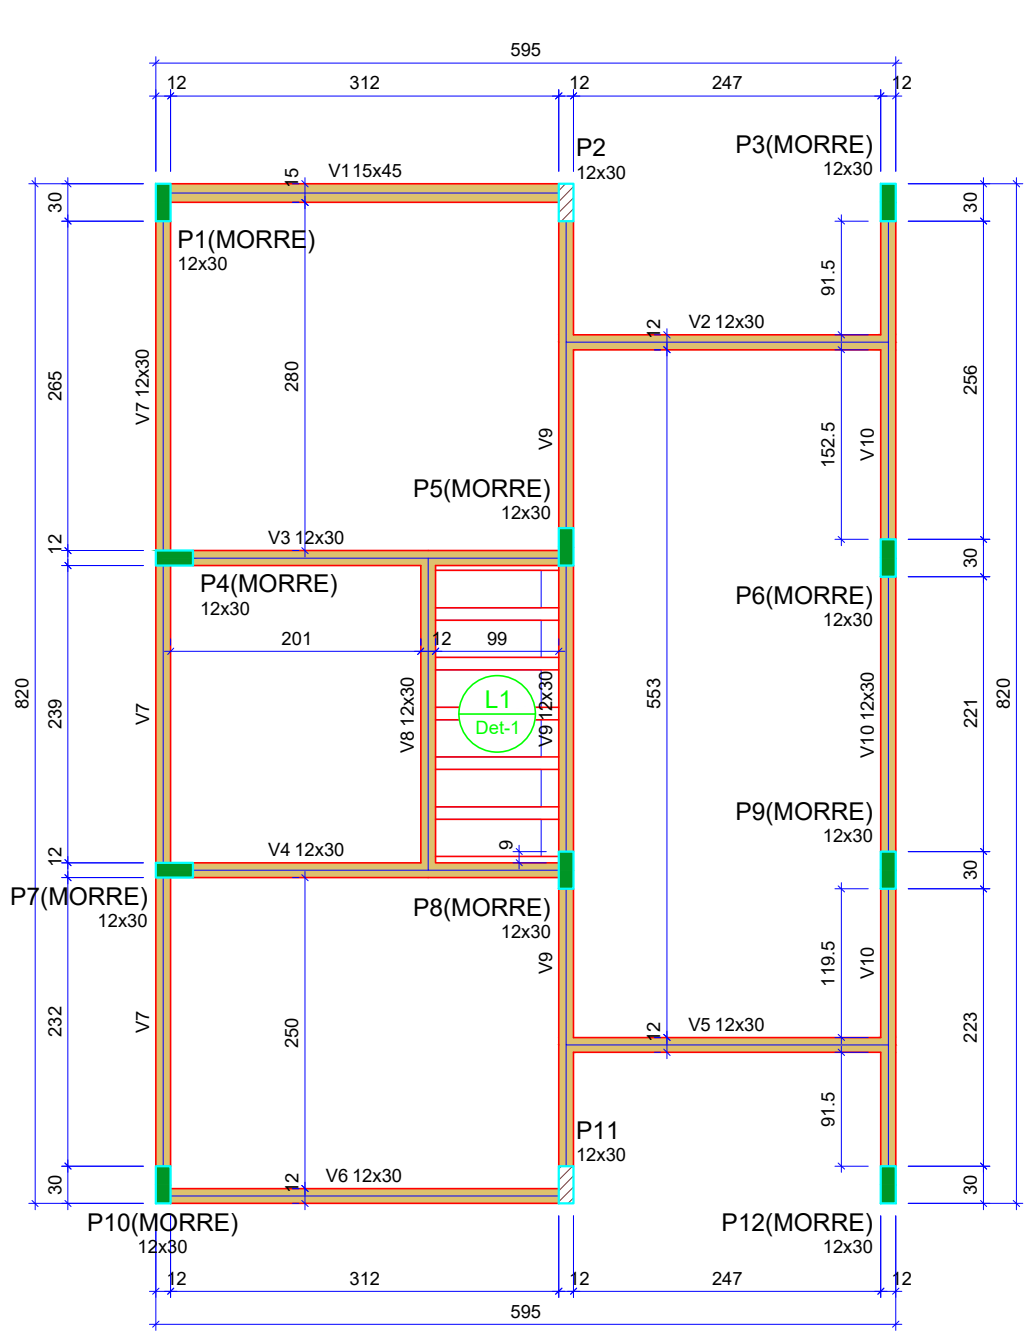 595
12
312
12
247
12
P2
12x30
P3(MORRE)
12x30
V1 15x45
15
30
30
P1(MORRE)
12x30
91.5
12
V2 12x30
V7 12x30
265
280
256
152.5
V9
V10
P5(MORRE)
12x30
12
V3 12x30
30
P4(MORRE)
12x30
P6(MORRE)
12x30
201
12
99
820
239
V7
V8 12x30
L1
Det-1
V9 12x30
553
V10 12x30
221
820
P9(MORRE)
12x30
9
12
V4 12x30
30
P7(MORRE)
12x30
P8(MORRE)
12x30
V9
119.5
V10
232
V7
250
12
V5 12x30
223
91.5
P11
12x30
30
12
V6 12x30
30
P10(MORRE)
12x30
P12(MORRE)
12x30
12
312
12
247
12
595